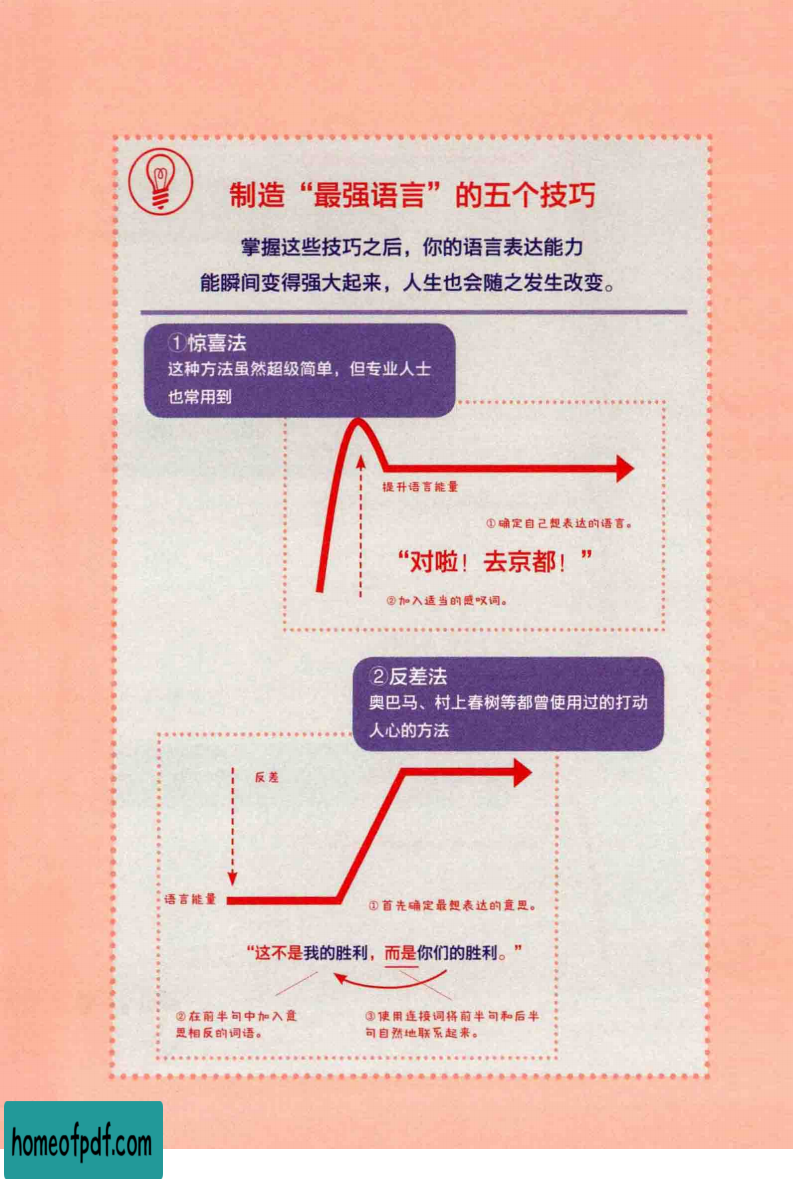 制造“最强语言”的五个技巧
掌握这些技巧之后，你的语言表达能力
能瞬间变得强大起来，人生也会随之发生改变。
①惊喜法
这种方法虽然超级简单，但专业人士
也常用到
提升语言能量
①确定自己想表达的语言。
“对啦！去京都！”
②加入适当的感叹词。
②反差法
奥巴马、村上春树等都曾使用过的打动
人心的方法
反差
语言能量
①首先确定最想表达的意思。
“这不是我的胜利，而是你们的胜利。”
②在前半句中加入意
思相反的词语。
③使用连接词将前半句和后半
句自然地联系起来。
homeofpdf.com